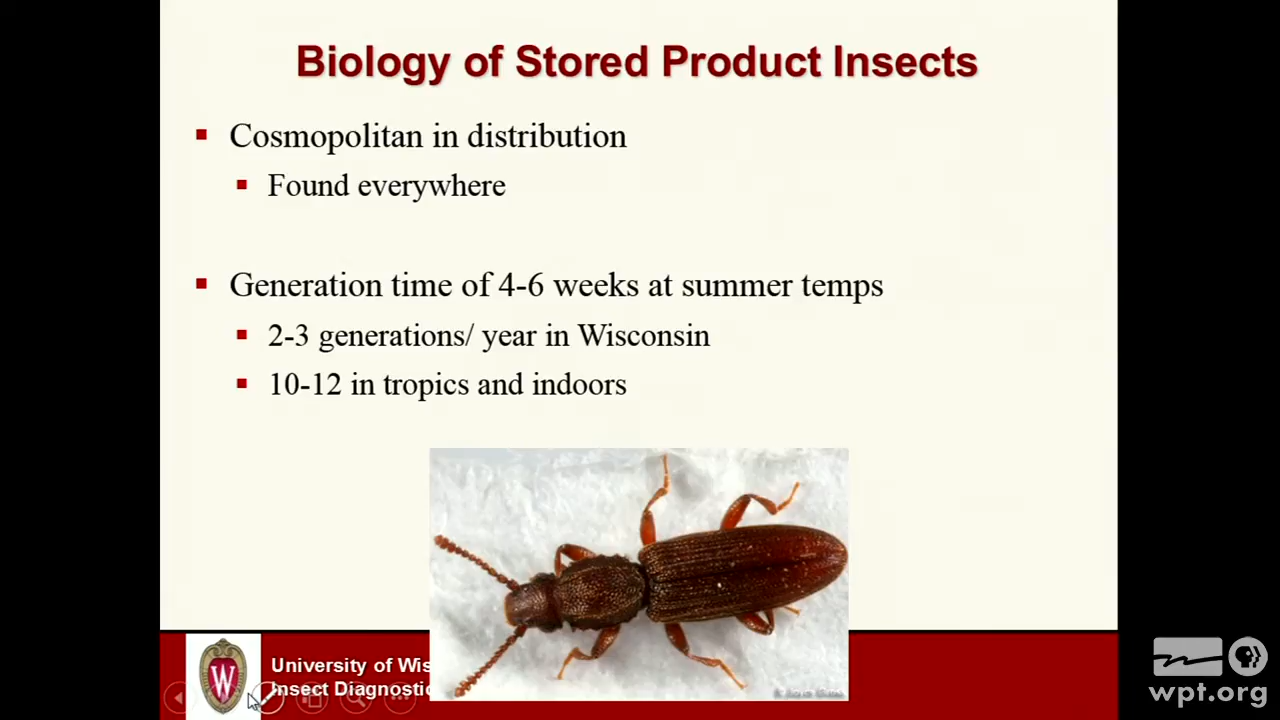 Biology of Stored Product Insects
Cosmopolitan in distribution
Found everywhere
Generation time of 4-6 weeks at summer temps
2-3 generations/ year in Wisconsin
10-12 in tropics and indoors
University of Wis
Insect Diagnostic
W
wpt.org